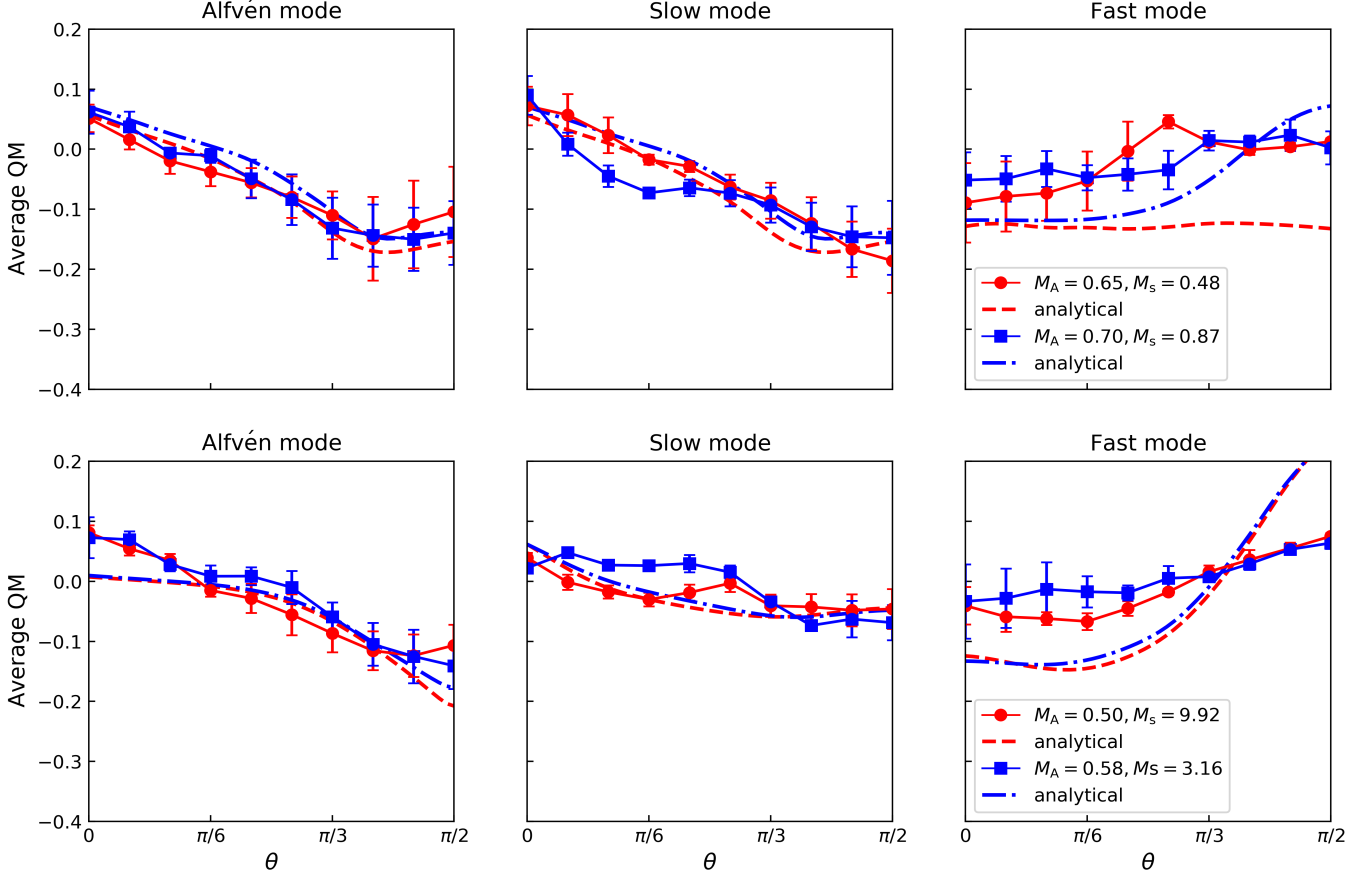 Alfvén mode
Slow mode
Fast mode
Average QM
0.2
0.1
0.0
−0.1
−0.2
−0.3
−0.4
M_A = 0.65, M_s = 0.48
analytical
M_A = 0.70, M_s = 0.87
analytical
Alfvén mode
Slow mode
Fast mode
Average QM
0.2
0.1
0.0
−0.1
−0.2
−0.3
−0.4
M_A = 0.50, M_s = 9.92
analytical
M_A = 0.58, Ms = 3.16
analytical
0 π/6 π/3 π/2
0 π/6 π/3 π/2
0 π/6 π/3 π/2
θ
θ
θ